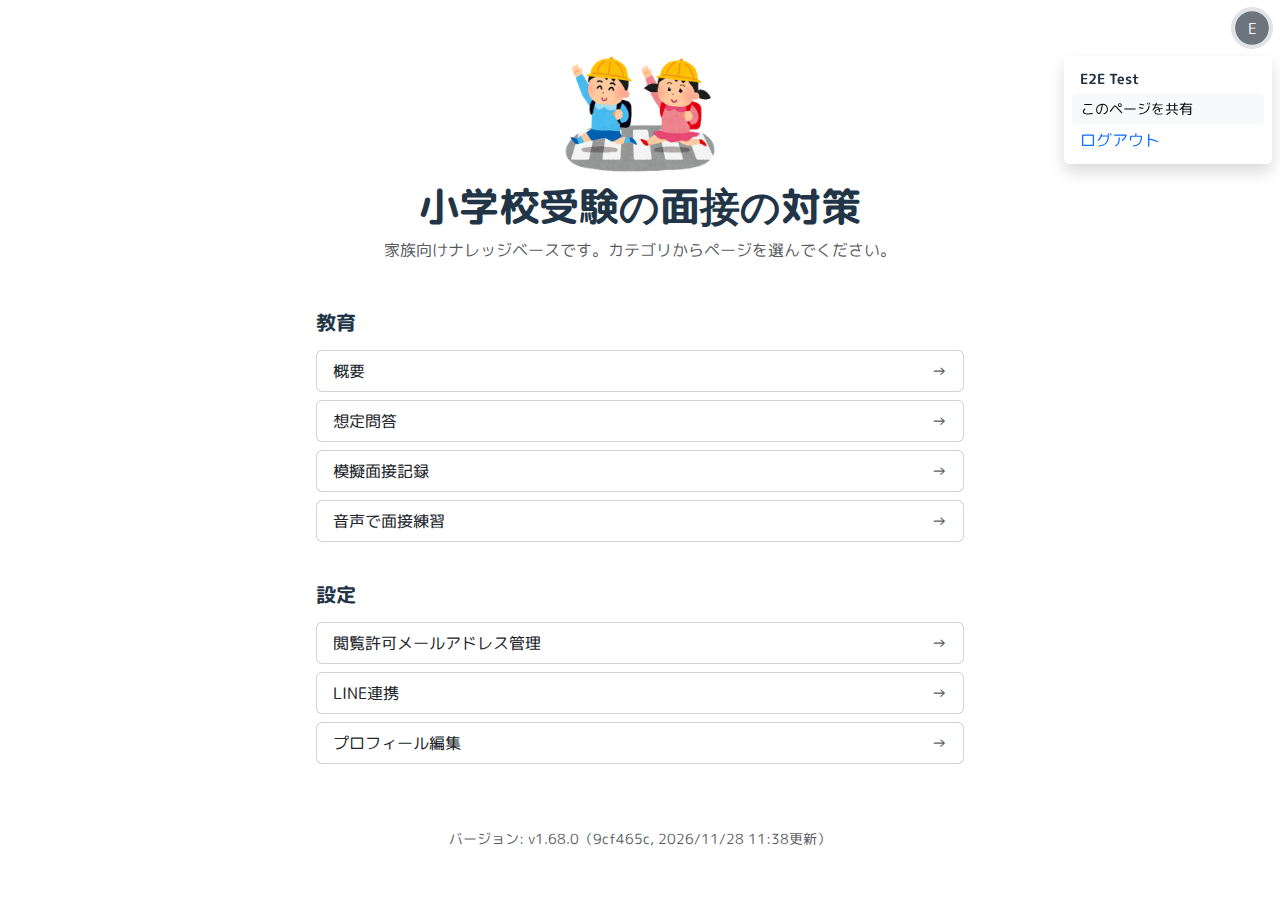 E
E2E Test
このページを共有
ログアウト
小学校受験の面接の対策
家族向けナレッジベースです。カテゴリからページを選んでください。
教育
概要 →
想定問答 →
模擬面接記録 →
音声で面接練習 →
設定
閲覧許可メールアドレス管理 →
LINE連携 →
プロフィール編集 →
バージョン: v1.68.0（9cf465c, 2026/11/28 11:38更新）